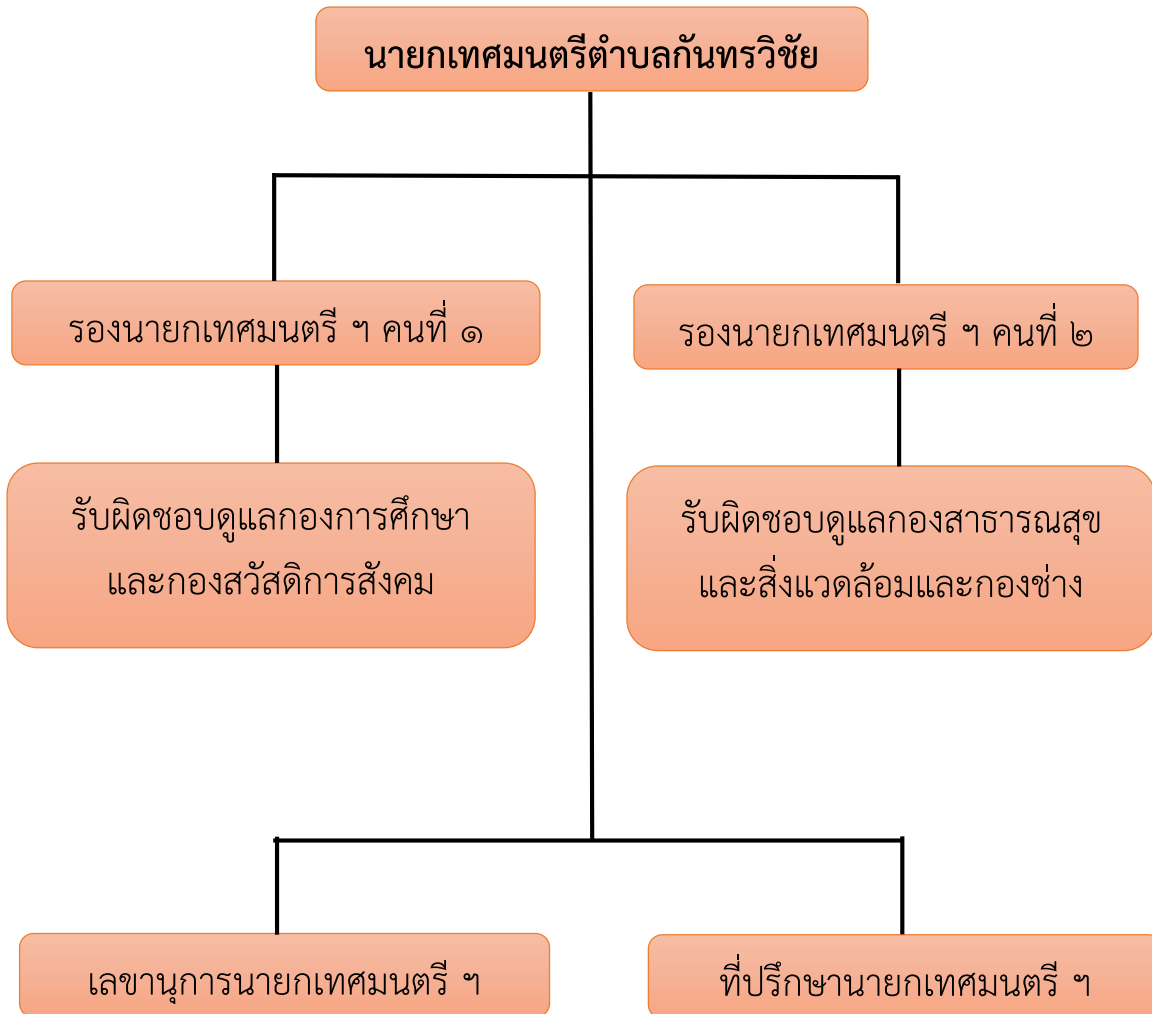 นายกเทศมนตรีตำบลกันทรวิชัย
รองนายกเทศมนตรี ฯ คนที่ ๑
รองนายกเทศมนตรี ฯ คนที่ ๒
รับผิดชอบดูแลกองการศึกษา
และกองสวัสดิการสังคม
รับผิดชอบดูแลกองสาธารณสุข
และสิ่งแวดล้อมและกองช่าง
เลขานุการนายกเทศมนตรี ฯ
ที่ปรึกษานายกเทศมนตรี ฯ